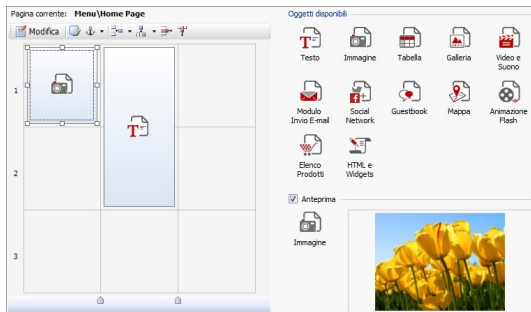 Pagina corrente: Menu\Home Page
Oggetti disponibili
Modifica
Testo
Immagine
Tabella
Galleria
Video e
Suono
Modulo
Invio E-mail
Social
Network
Guestbook
Mappa
Animazione
Flash
Elenco
Prodotti
HTML e
Widgets
Anteprima
Immagine
1
T
2
3